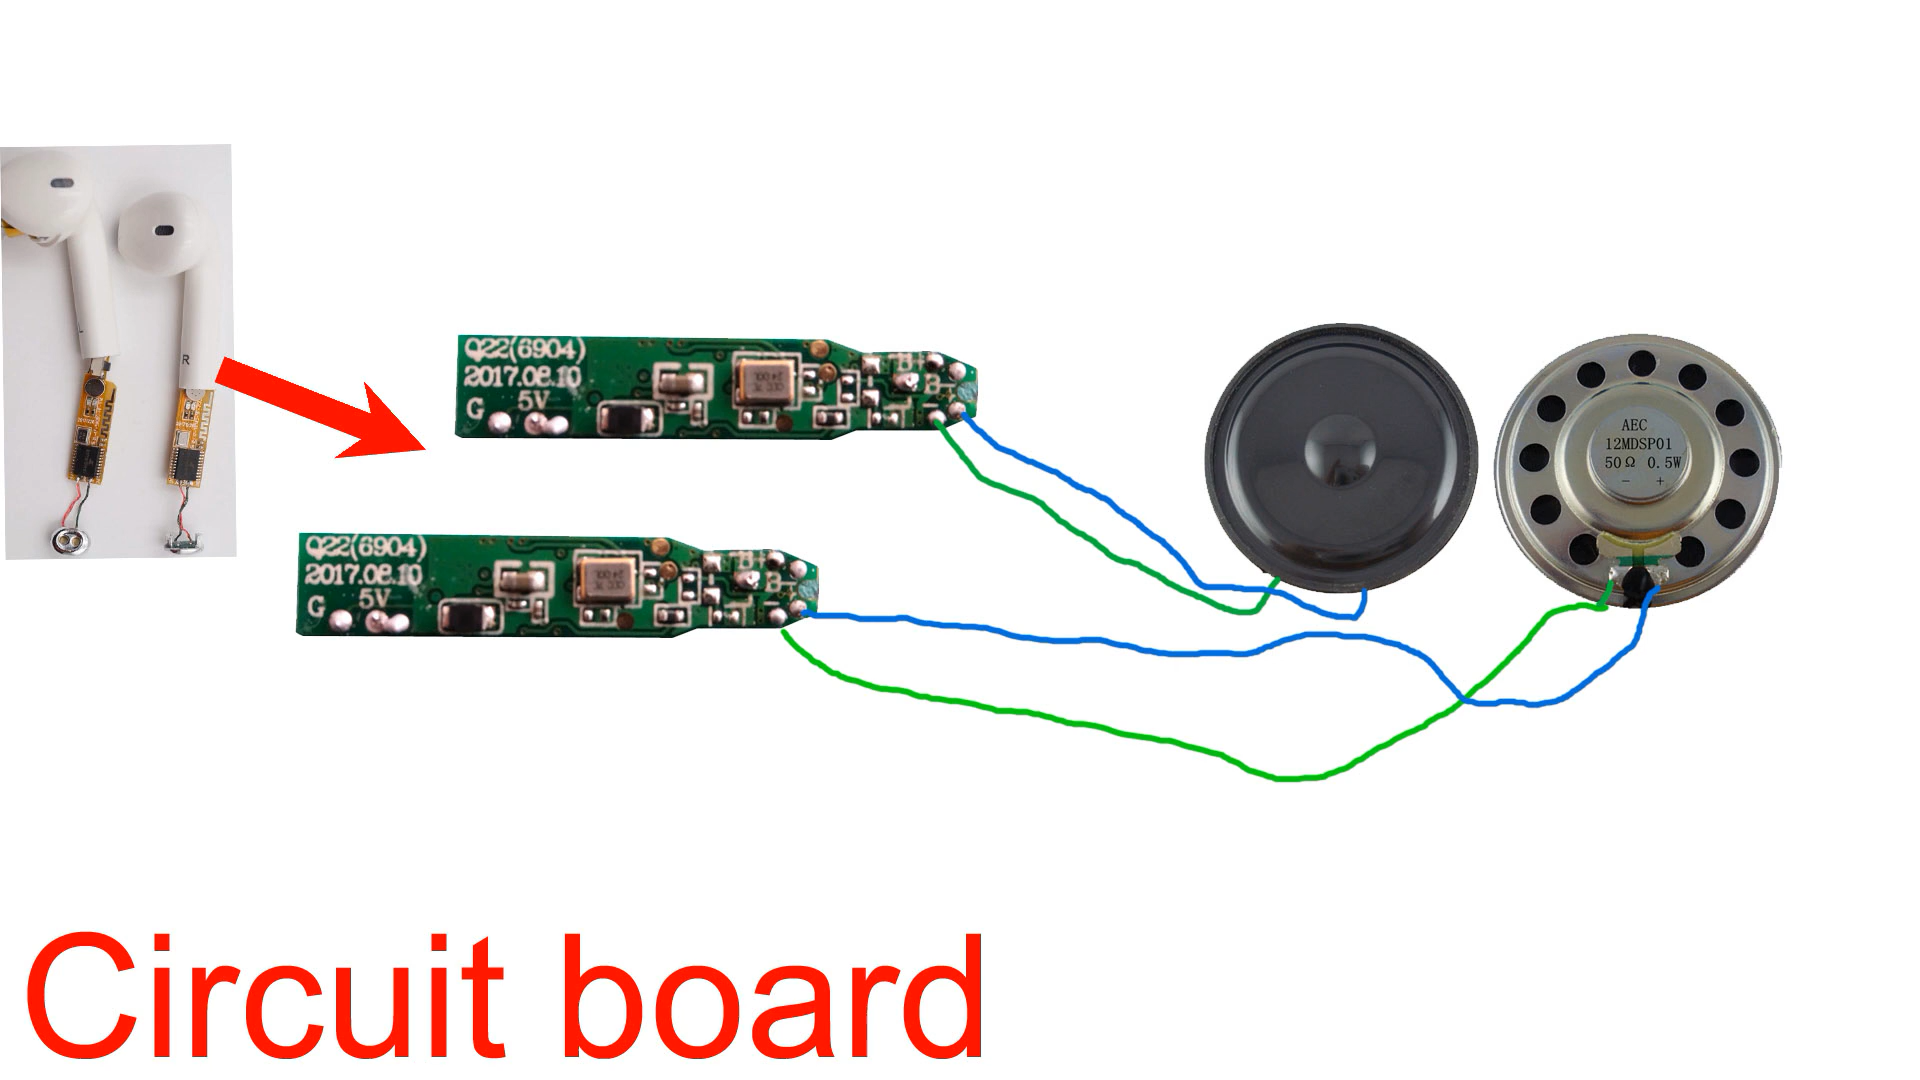 L
R
Q22(6904)
2017.08.10
G 5V
B+
B-
Q22(6904)
2017.08.10
G 5V
B+
B-
AEC
12MDSP01
50Ω 0.5W
- +
Circuit board